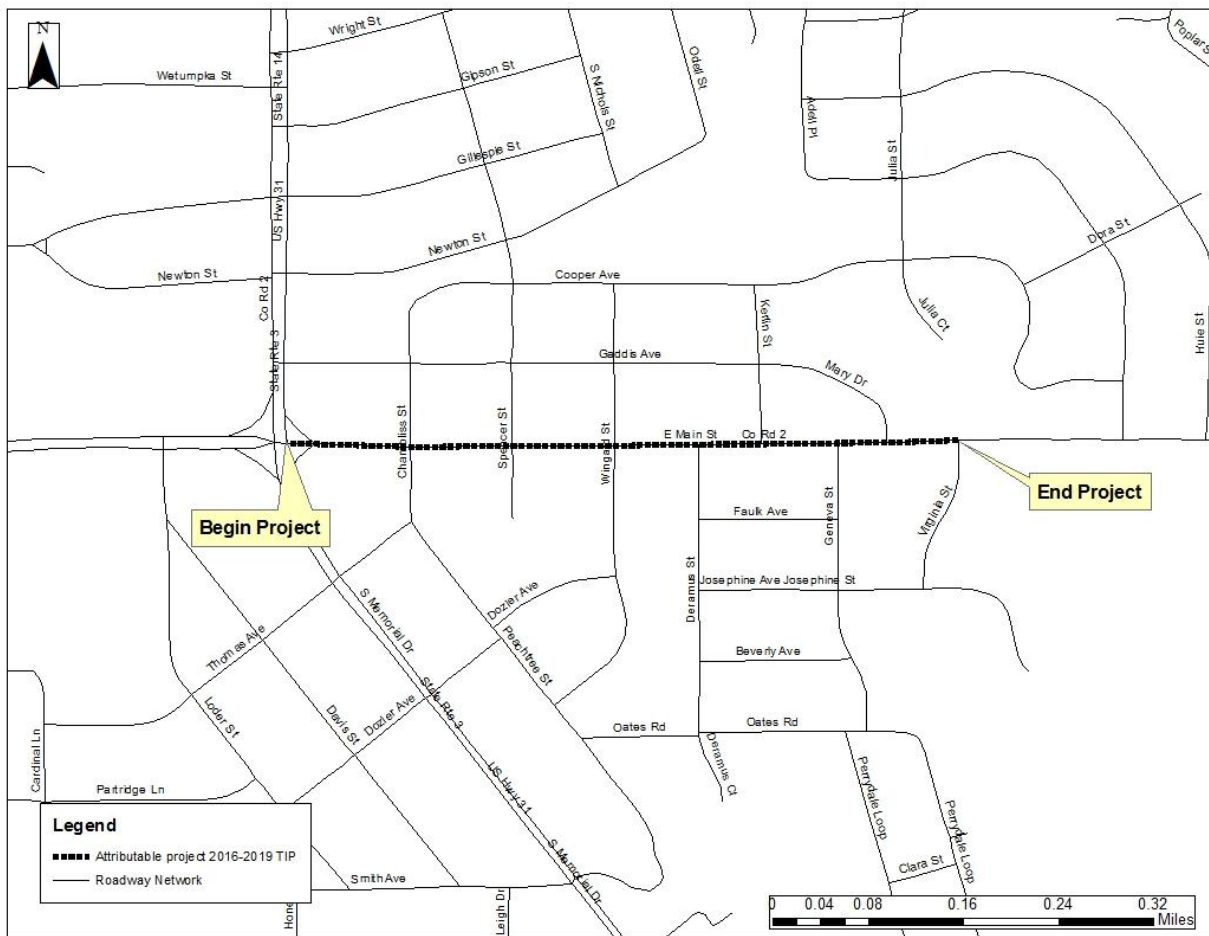 N
Wright St
Poplar S
Wetumpka St
State Rte 14
Gipson St
S Nichols St
Odell St
Adell Pl
Julia St
Gillespie St
US Hwy 31
Dora St
Newton St
Newton St
Cooper Ave
Co Rd 2
Kerlin St
Julia Ct
Huie St
State Rte 3
Gaddis Ave
Mary Dr
Chambliss St
Spencer St
Wingard St
E Main St
Co Rd 2
Begin Project
End Project
Virginia St
Faulk Ave
Geneva St
Deramus St
Josephine Ave
Josephine St
S Memorial Dr
Dozier Ave
Thomas Ave
Peachtree St
Beverly Ave
State Rte 3
Dozier Ave
Loder St
Davis St
Oates Rd
Oates Rd
Cardinal Ln
Deramus Ct
Partridge Ln
US Hwy 31
Perrydale Loop
Perrydale Loop
S Memorial Dr
Clara St
Smith Ave
Leigh Dr
Hone
Legend
Attributable project 2016-2019 TIP
Roadway Network
0 0.04 0.08 0.16 0.24 0.32
Miles